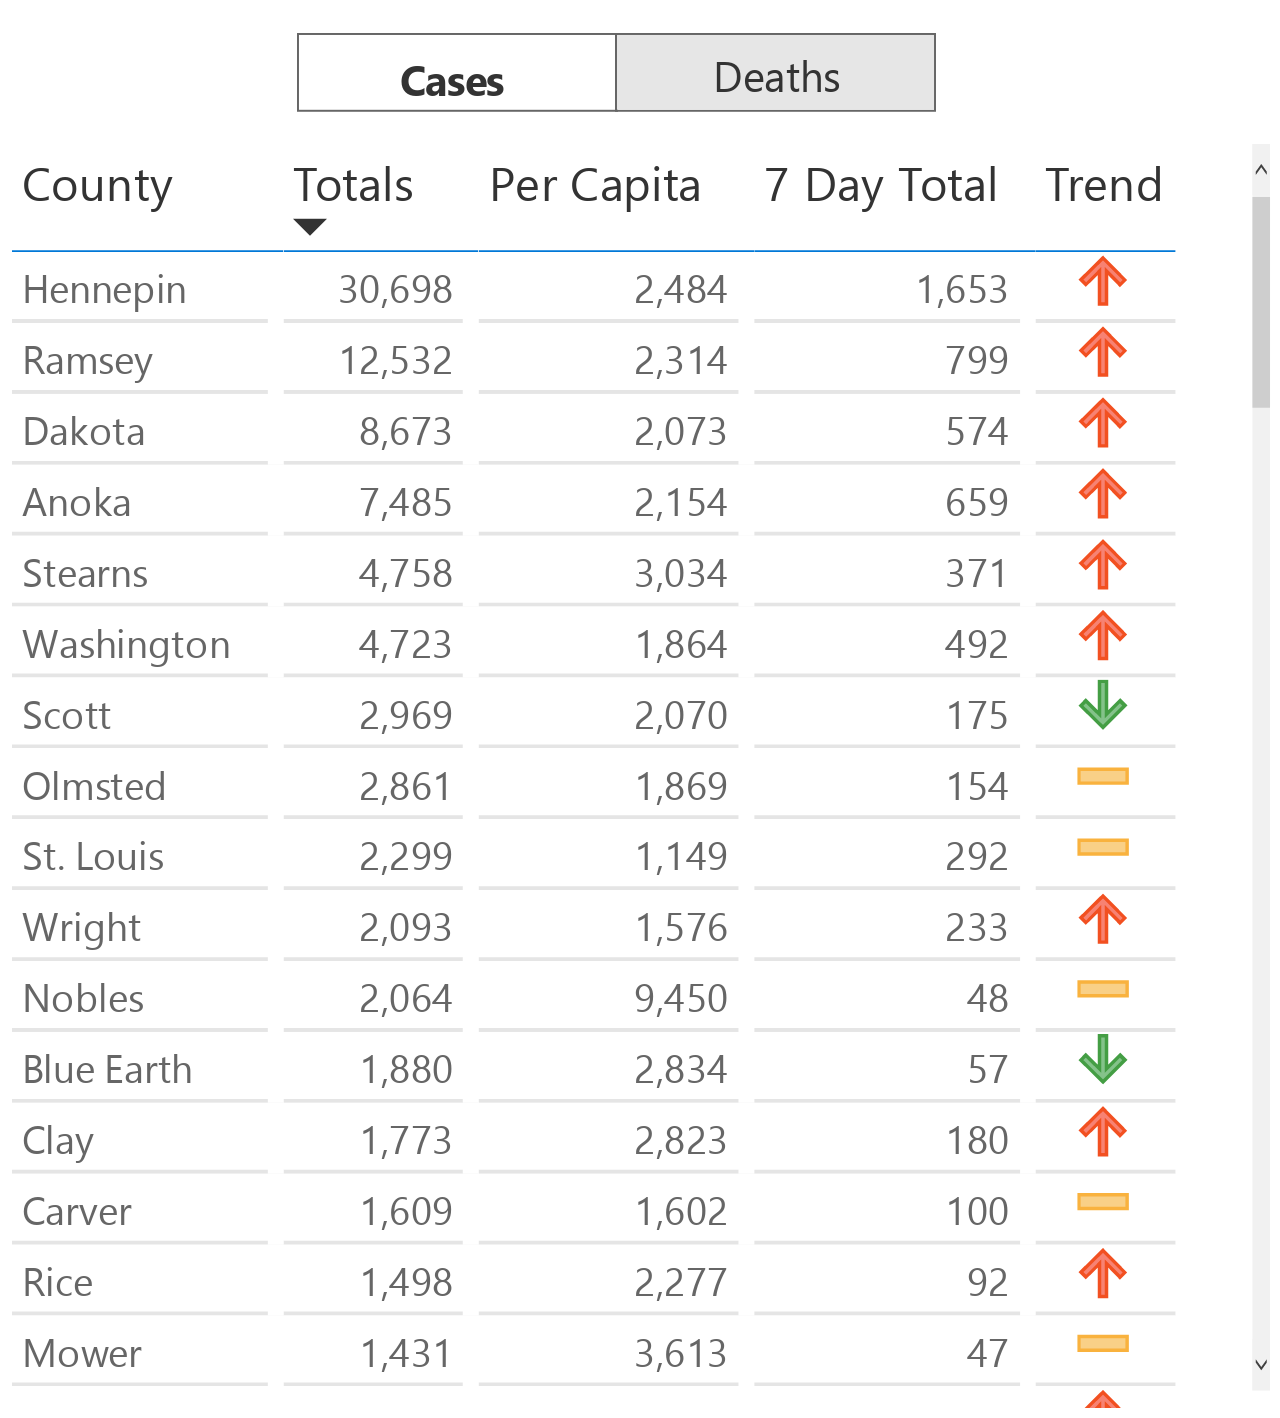 Cases Deaths
County Totals Per Capita 7 Day Total Trend
Hennepin 30,698 2,484 1,653
Ramsey 12,532 2,314 799
Dakota 8,673 2,073 574
Anoka 7,485 2,154 659
Stearns 4,758 3,034 371
Washington 4,723 1,864 492
Scott 2,969 2,070 175
Olmsted 2,861 1,869 154
St. Louis 2,299 1,149 292
Wright 2,093 1,576 233
Nobles 2,064 9,450 48
Blue Earth 1,880 2,834 57
Clay 1,773 2,823 180
Carver 1,609 1,602 100
Rice 1,498 2,277 92
Mower 1,431 3,613 47